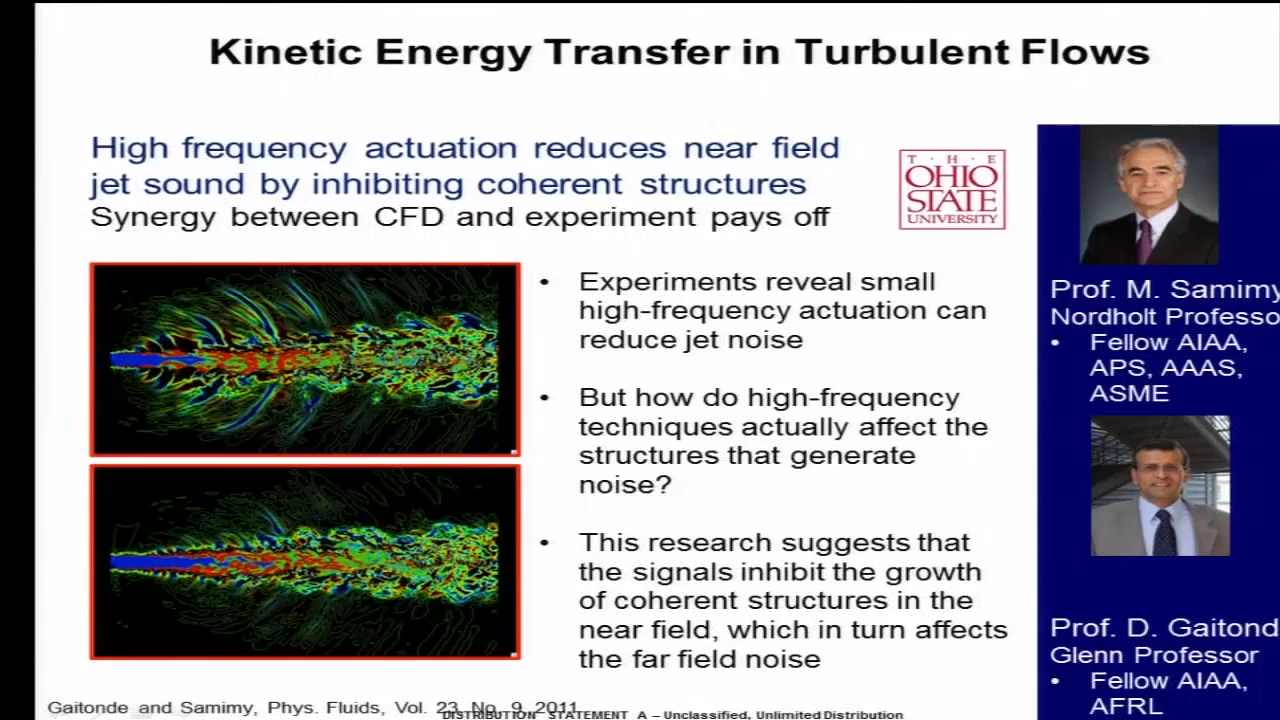 Kinetic Energy Transfer in Turbulent Flows
High frequency actuation reduces near field
jet sound by inhibiting coherent structures
Synergy between CFD and experiment pays off
T · H · E
OHIO
STATE
UNIVERSITY
• Experiments reveal small
high-frequency actuation can
reduce jet noise
• But how do high-frequency
techniques actually affect the
structures that generate
noise?
• This research suggests that
the signals inhibit the growth
of coherent structures in the
near field, which in turn affects
the far field noise
Prof. M. Samimy
Nordholt Professo
• Fellow AIAA,
APS, AAAS,
ASME
Prof. D. Gaitond
Glenn Professor
• Fellow AIAA,
AFRL
Gaitonde and Samimy, Phys. Fluids, Vol. 23, No. 9, 2011
DISTRIBUTION STATEMENT A – Unclassified, Unlimited Distribution